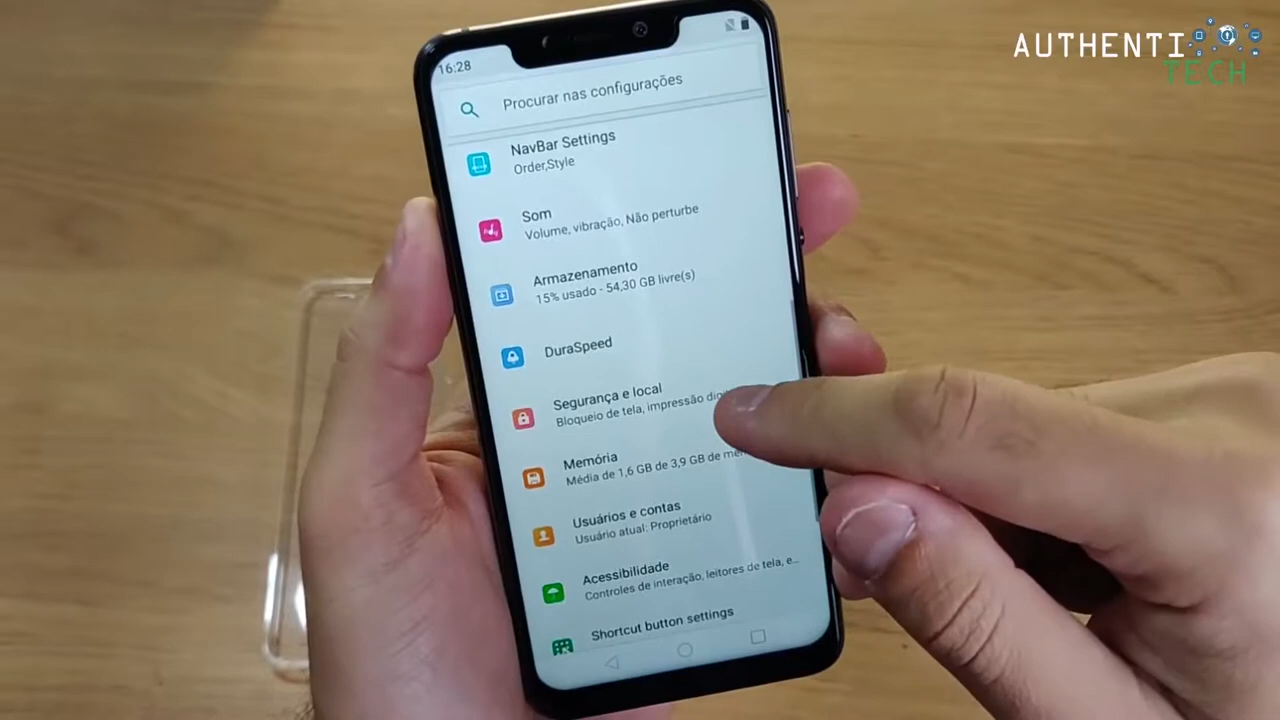 AUTHENTI
TECH
16:28
Procurar nas configurações
NavBar Settings
Order,Style
Som
Volume, vibração, Não perturbe
Armazenamento
15% usado - 54,30 GB livre(s)
DuraSpeed
Segurança e local
Bloqueio de tela, impressão
Memória
Média de 1,6 GB de 3,9 GB de
Usuários e contas
Usuário atual: Proprietário
Acessibilidade
Controles de interação, leitores de tela, e...
Shortcut button settings